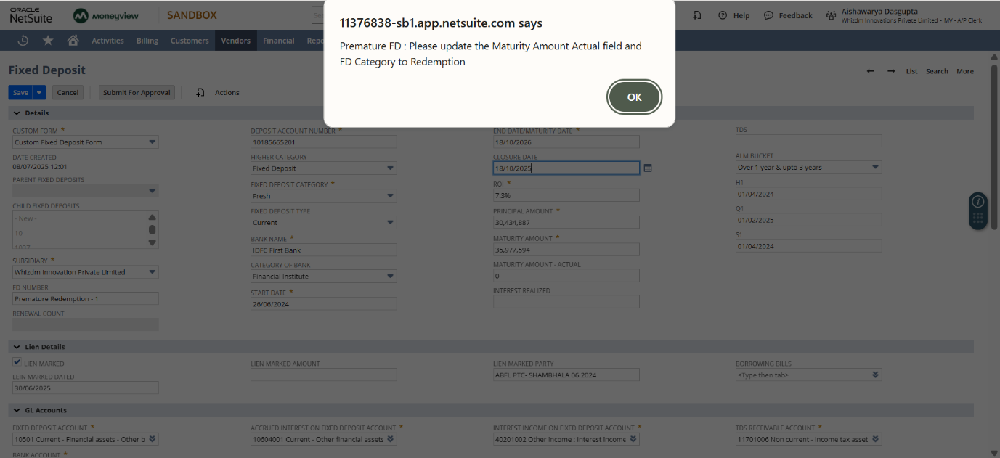 ORACLE
NetSuite
moneyview
SANDBOX
Help
Feedback
Aishawarya Dasgupta
Whizdm Innovations Private Limited - MV - A/P Clerk
11376838-sb1.app.netsuite.com says
Premature FD : Please update the Maturity Amount Actual field and
FD Category to Redemption
OK
Activities
Billing
Customers
Vendors
Financial
Fixed Deposit
List
Search
More
Save
Cancel
Submit For Approval
Actions
Details
CUSTOM FORM *
Custom Fixed Deposit Form
DATE CREATED
08/07/2025 12:01
PARENT FIXED DEPOSITS
CHILD FIXED DEPOSITS
- New -
10
1037
SUBSIDIARY *
Whizdm Innovation Private Limited
FD NUMBER
Premature Redemption - 1
RENEWAL COUNT
DEPOSIT ACCOUNT NUMBER *
10185665201
HIGHER CATEGORY
Fixed Deposit
FIXED DEPOSIT CATEGORY *
Fresh
FIXED DEPOSIT TYPE
Current
BANK NAME *
IDFC First Bank
CATEGORY OF BANK
Financial Institute
START DATE *
26/06/2024
END DATE/MATURITY DATE *
18/10/2026
CLOSURE DATE
18/10/2025
ROI *
7.3%
PRINCIPAL AMOUNT *
30,434,887
MATURITY AMOUNT *
35,977,594
MATURITY AMOUNT - ACTUAL
0
INTEREST REALIZED
TDS
ALM BUCKET
Over 1 year & upto 3 years
H1
01/04/2024
Q1
01/02/2025
S1
01/04/2024
Lien Details
LIEN MARKED
LEIN MARKED DATED
30/06/2025
LIEN MARKED AMOUNT
LIEN MARKED PARTY
ABFL PTC- SHAMBHALA 06 2024
BORROWING BILLS
<Type then tab>
GL Accounts
FIXED DEPOSIT ACCOUNT *
10501 Current - Financial assets - Other b
ACCRUED INTEREST ON FIXED DEPOSIT ACCOUNT *
10604001 Current - Other financial assets
INTEREST INCOME ON FIXED DEPOSIT ACCOUNT *
40201002 Other income : Interest income
TDS RECEIVABLE ACCOUNT *
11701006 Non current - Income tax asset
BANK ACCOUNT *